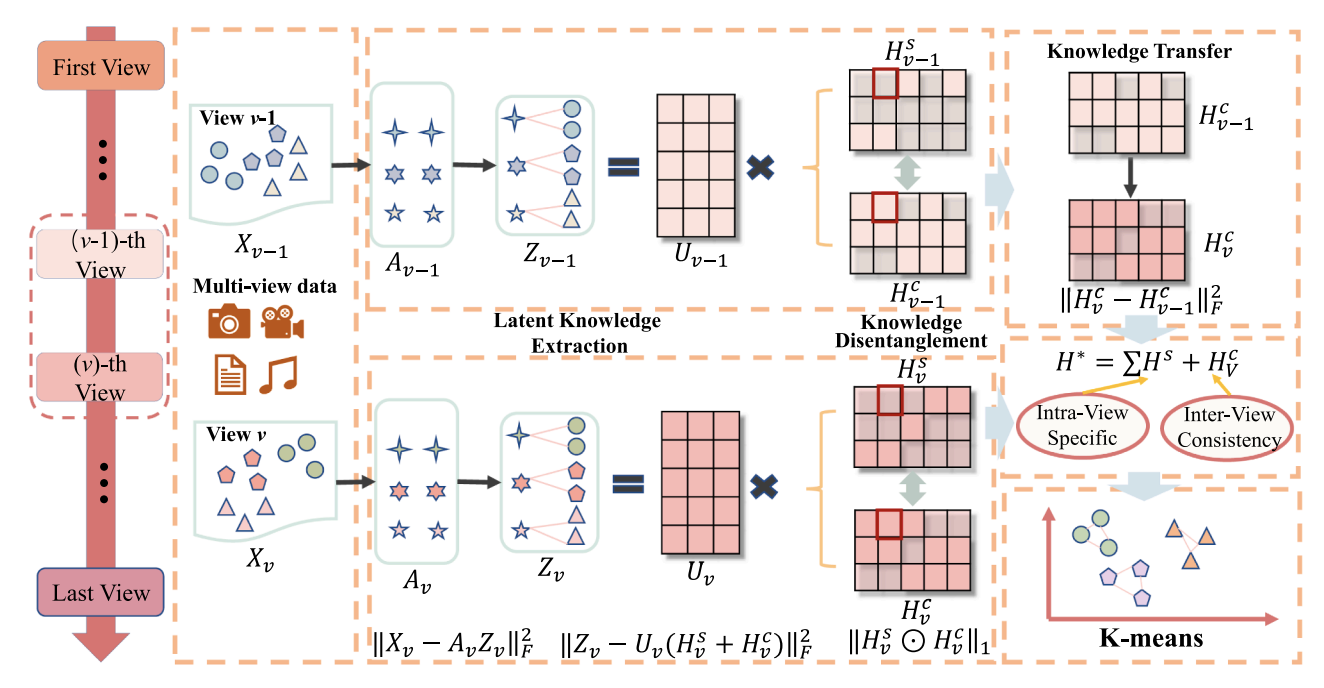 First View
(v-1)-th
View
(v)-th
View
Last View
View v-1
X_{v-1}
Multi-view data
View v
X_v
A_{v-1}
Z_{v-1}
U_{v-1}
H^s_{v-1}
H^c_{v-1}
Latent Knowledge
Extraction
Knowledge
Disentanglement
A_v
Z_v
U_v
H^s_v
H^c_v
‖X_v − A_vZ_v‖²_F
‖Z_v − U_v(H^s_v + H^c_v)‖²_F
‖H^s_v ⊙ H^c_v‖_1
Knowledge Transfer
H^c_{v-1}
H^c_v
‖H^c_v − H^c_{v-1}‖²_F
H^* = ∑H^s + H^c_V
Intra-View
Specific
Inter-View
Consistency
K-means